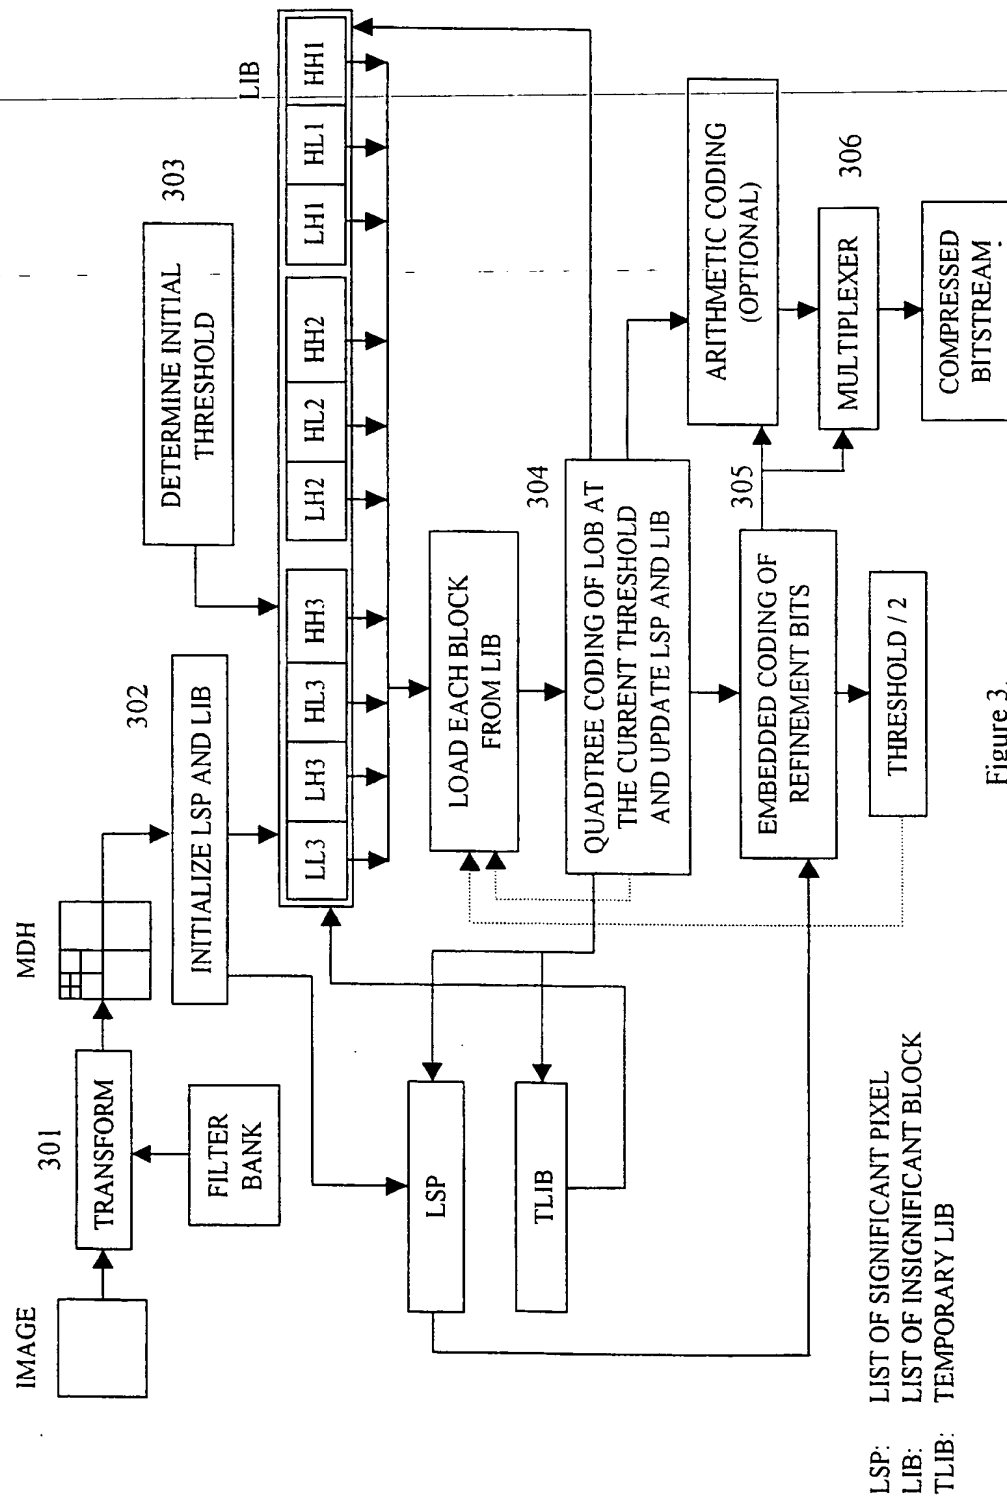 IMAGE
301
TRANSFORM
FILTER
BANK
MDH
302
INITIALIZE LSP AND LIB
303
DETERMINE INITIAL
THRESHOLD
LIB
LL3
LH3
HL3
HH3
LH2
HL2
HH2
LH1
HL1
HH1
LOAD EACH BLOCK
FROM LIB
LSP
TLIB
304
QUADTREE CODING OF LOB AT
THE CURRENT THRESHOLD
AND UPDATE LSP AND LIB
305
EMBEDDED CODING OF
REFINEMENT BITS
THRESHOLD / 2
ARITHMETIC CODING
(OPTIONAL)
306
MULTIPLEXER
COMPRESSED
BITSTREAM
LSP: LIST OF SIGNIFICANT PIXEL
LIB: LIST OF INSIGNIFICANT BLOCK
TLIB: TEMPORARY LIB
Figure 3.